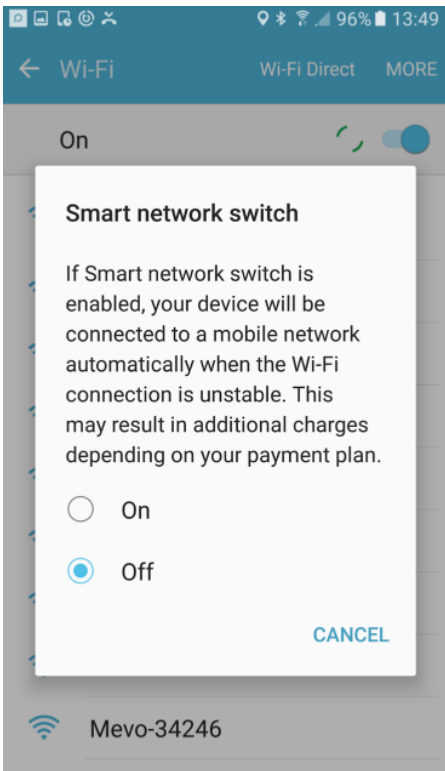 96% 13:49
Wi-Fi Wi-Fi Direct MORE
On
Smart network switch
If Smart network switch is
enabled, your device will be
connected to a mobile network
automatically when the Wi-Fi
connection is unstable. This
may result in additional charges
depending on your payment plan.
On
Off
CANCEL
Mevo-34246